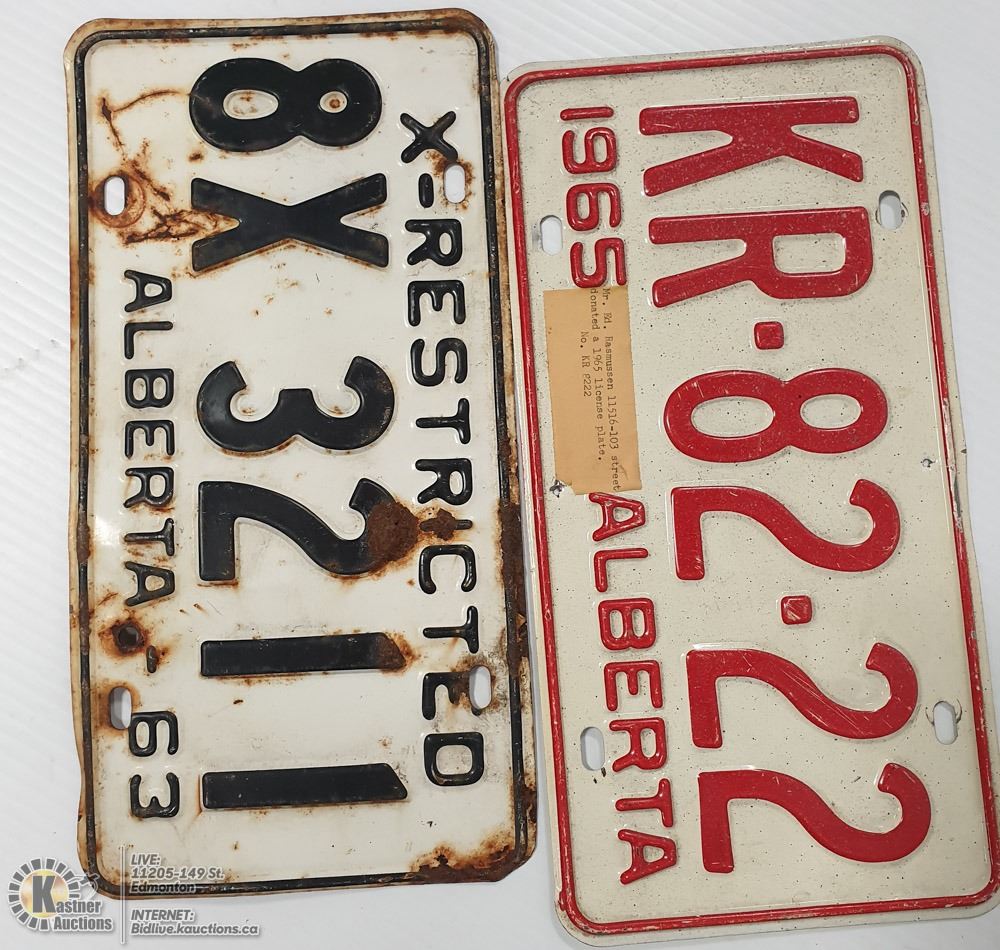 X-RESTRICTED
8X 3211
ALBERTA - 63
KR·82·22
1965 ALBERTA
Mr. Ed. Rasmussen 11516-103 street
donated a 1965 license plate.
No. KR 8222
Kastner
Auctions
LIVE:
11205-149 St.
Edmonton
INTERNET:
Bidlive.kauctions.ca